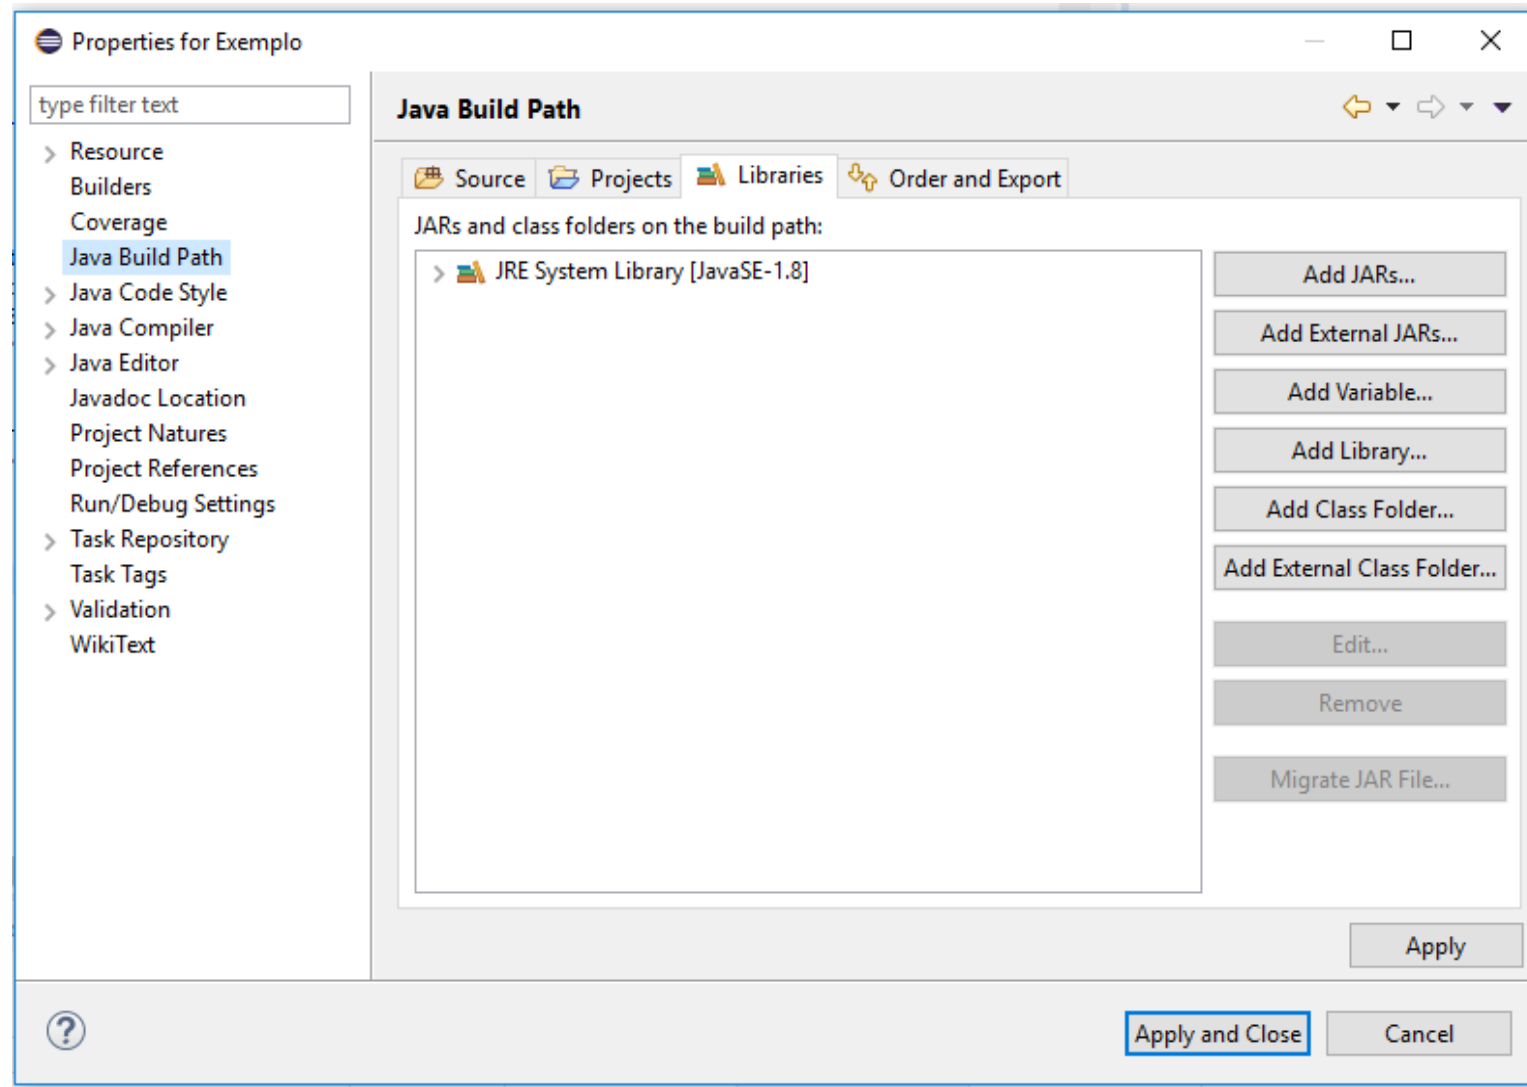 Properties for Exemplo
type filter text
Resource
Builders
Coverage
Java Build Path
Java Code Style
Java Compiler
Java Editor
Javadoc Location
Project Natures
Project References
Run/Debug Settings
Task Repository
Task Tags
Validation
WikiText
Java Build Path
Source Projects Libraries Order and Export
JARs and class folders on the build path:
JRE System Library [JavaSE-1.8]
Add JARs...
Add External JARs...
Add Variable...
Add Library...
Add Class Folder...
Add External Class Folder...
Edit...
Remove
Migrate JAR File...
Apply
Apply and Close Cancel